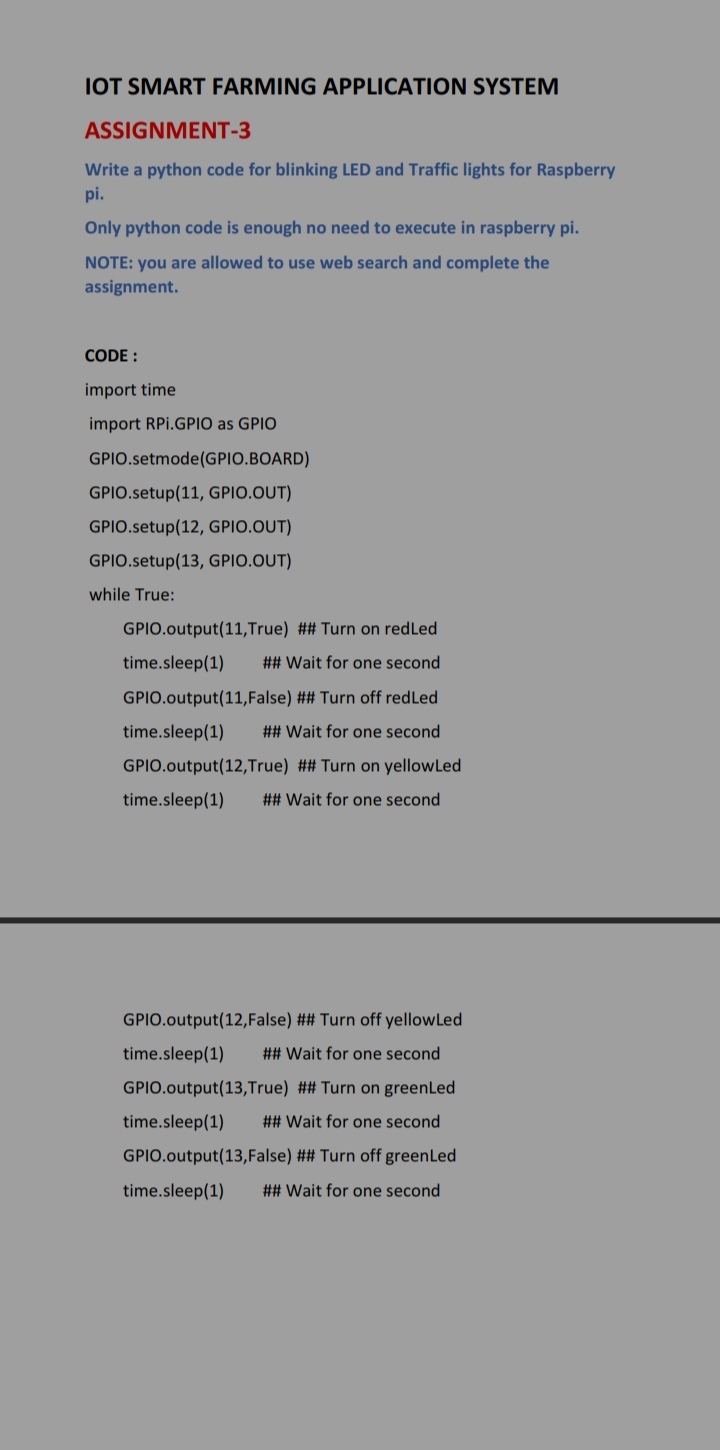 IOT SMART FARMING APPLICATION SYSTEM
ASSIGNMENT-3
Write a python code for blinking LED and Traffic lights for Raspberry
pi.
Only python code is enough no need to execute in raspberry pi.
NOTE: you are allowed to use web search and complete the
assignment.
CODE :
import time
import RPi.GPIO as GPIO
GPIO.setmode(GPIO.BOARD)
GPIO.setup(11, GPIO.OUT)
GPIO.setup(12, GPIO.OUT)
GPIO.setup(13, GPIO.OUT)
while True:
GPIO.output(11,True) ## Turn on redLed
time.sleep(1) ## Wait for one second
GPIO.output(11,False) ## Turn off redLed
time.sleep(1) ## Wait for one second
GPIO.output(12,True) ## Turn on yellowLed
time.sleep(1) ## Wait for one second
GPIO.output(12,False) ## Turn off yellowLed
time.sleep(1) ## Wait for one second
GPIO.output(13,True) ## Turn on greenLed
time.sleep(1) ## Wait for one second
GPIO.output(13,False) ## Turn off greenLed
time.sleep(1) ## Wait for one second